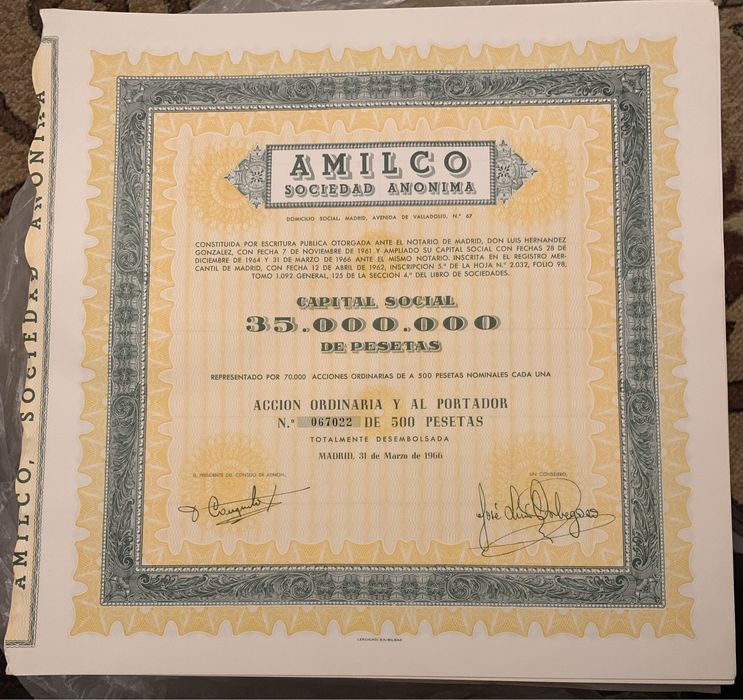 AMILCO, SOCIEDAD ANONIMA
AMILCO
SOCIEDAD ANONIMA
DOMICILIO SOCIAL: MADRID, AVENIDA DE VALLADOLID, N.º 67
CONSTITUIDA POR ESCRITURA PUBLICA OTORGADA ANTE EL NOTARIO DE MADRID, DON LUIS HERNANDEZ
GONZALEZ, CON FECHA 7 DE NOVIEMBRE DE 1961 Y AMPLIADO SU CAPITAL SOCIAL CON FECHAS 28 DE
DICIEMBRE DE 1964 Y 31 DE MARZO DE 1966 ANTE EL MISMO NOTARIO. INSCRITA EN EL REGISTRO MER-
CANTIL DE MADRID, CON FECHA 12 DE ABRIL DE 1962, INSCRIPCION 5.ª DE LA HOJA N.º 2.032, FOLIO 98,
TOMO 1.092 GENERAL, 125 DE LA SECCION 4.ª DEL LIBRO DE SOCIEDADES.
CAPITAL SOCIAL
35.000.000
DE PESETAS
REPRESENTADO POR 70.000 ACCIONES ORDINARIAS DE A 500 PESETAS NOMINALES CADA UNA
ACCION ORDINARIA Y AL PORTADOR
N.º 067022 DE 500 PESETAS
TOTALMENTE DESEMBOLSADA
MADRID, 31 de Marzo de 1966
EL PRESIDENTE DEL CONSEJO DE ADMON.,
UN CONSEJERO,
José Luis